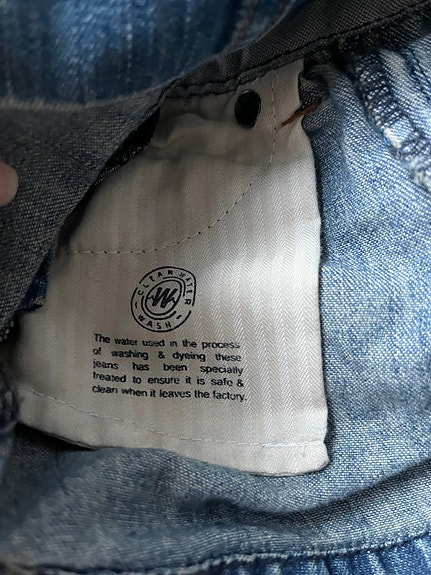 CLEAN WATER
W
WASH
The water used in the process
of washing & dyeing these
jeans has been specially
treated to ensure it is safe &
clean when it leaves the factory.